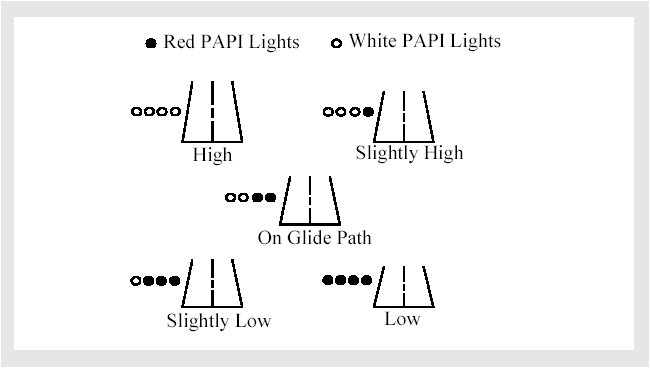 Red PAPI Lights White PAPI Lights
High Slightly High
On Glide Path
Slightly Low Low